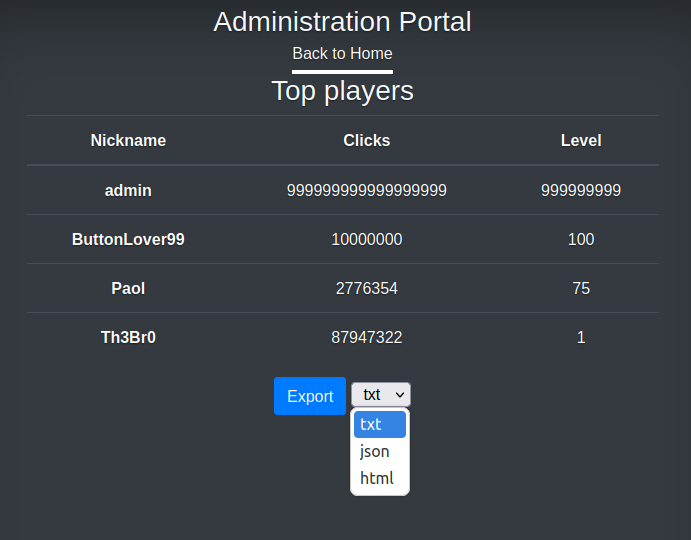 Administration Portal
Back to Home
Top players
Nickname Clicks Level
admin 999999999999999999 999999999
ButtonLover99 10000000 100
Paol 2776354 75
Th3Br0 87947322 1
Export txt
txt
json
html